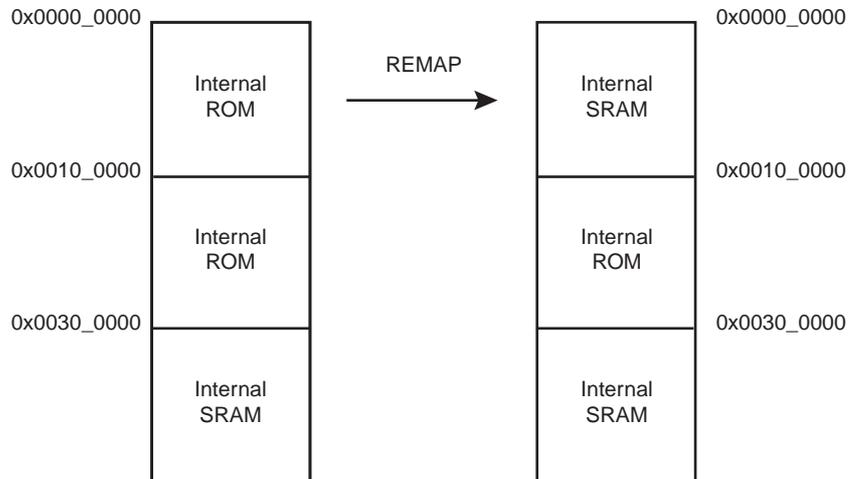 0x0000_0000
Internal
ROM
0x0010_0000
Internal
ROM
0x0030_0000
Internal
SRAM
REMAP
0x0000_0000
Internal
SRAM
0x0010_0000
Internal
ROM
0x0030_0000
Internal
SRAM